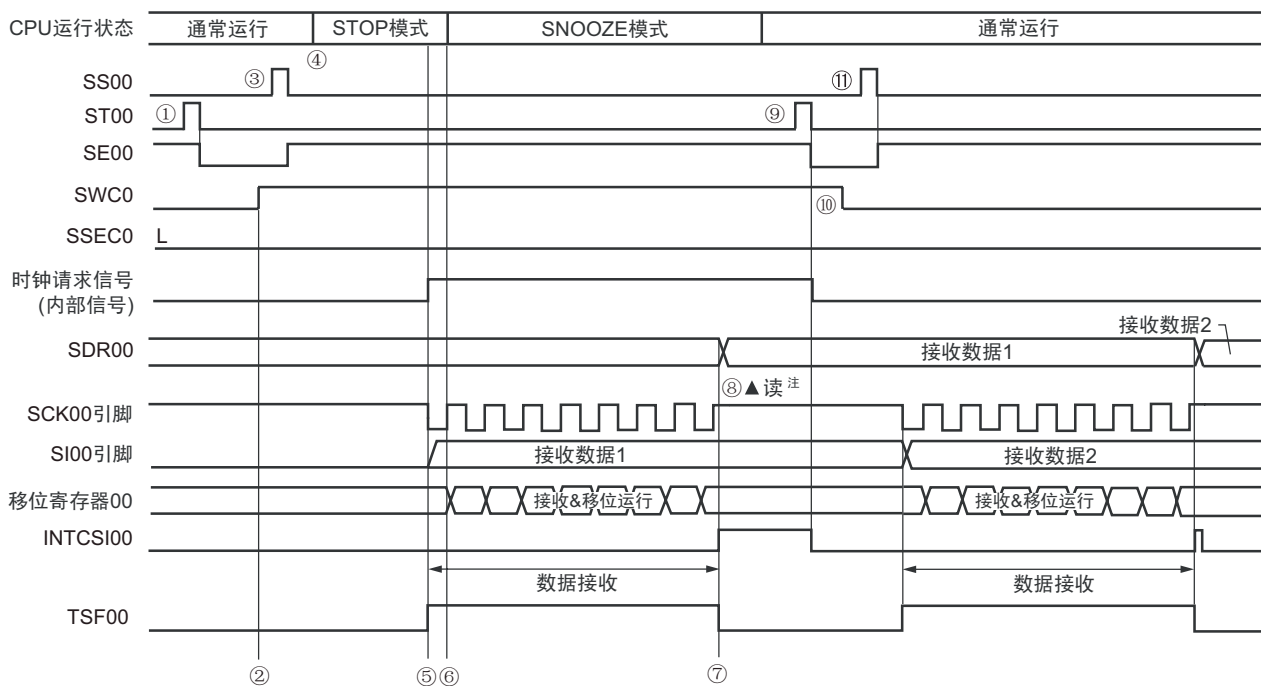 CPU运行状态 通常运行 STOP模式 SNOOZE模式 通常运行
④
SS00 ③ ⑪
ST00 ① ⑨
SE00
SWC0 ⑩
SSEC0 L
时钟请求信号
(内部信号)
接收数据2
SDR00 接收数据1
⑧▲读注
SCK00引脚
SI00引脚 接收数据1 接收数据2
移位寄存器00 接收&移位运行 接收&移位运行
INTCSI00
数据接收 数据接收
TSF00
② ⑤⑥ ⑦